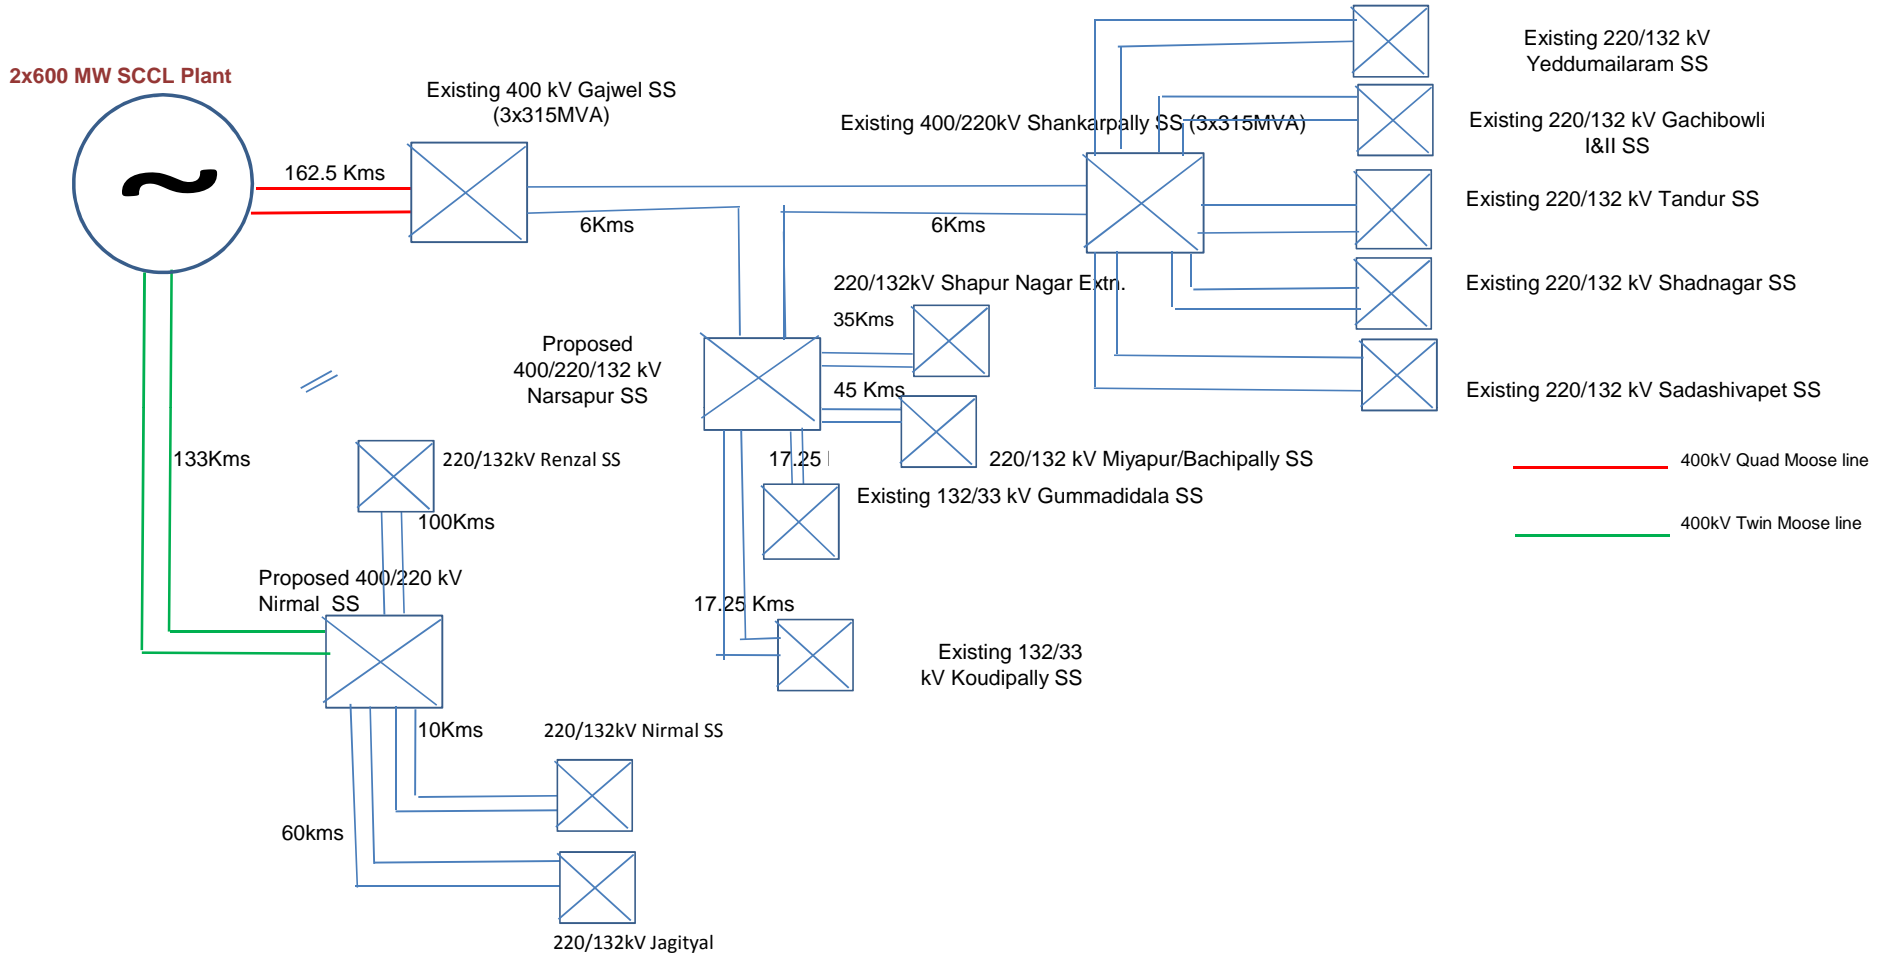 2x600 MW SCCL Plant
Existing 400 kV Gajwel SS
(3x315MVA)
162.5 Kms
6Kms
Existing 400/220kV Shankarpally SS (3x315MVA)
6Kms
Existing 220/132 kV
Yeddumailaram SS
Existing 220/132 kV Gachibowli
I&II SS
Existing 220/132 kV Tandur SS
Existing 220/132 kV Shadnagar SS
Existing 220/132 kV Sadashivapet SS
220/132kV Shapur Nagar Extn.
35Kms
Proposed
400/220/132 kV
Narsapur SS
45 Kms
220/132 kV Miyapur/Bachipally SS
17.25
Existing 132/33 kV Gummadidala SS
17.25 Kms
Existing 132/33
kV Koudipally SS
133Kms
220/132kV Renzal SS
100Kms
Proposed 400/220 kV
Nirmal SS
10Kms
220/132kV Nirmal SS
60kms
220/132kV Jagityal
400kV Quad Moose line
400kV Twin Moose line